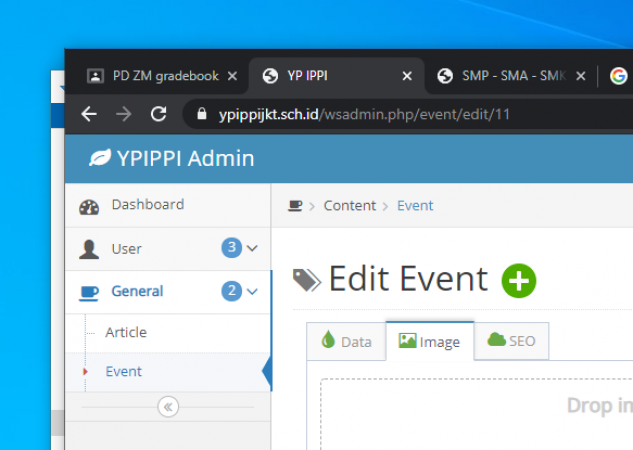 PD ZM gradebook
YP IPPI
SMP - SMA - SMK
ypippijkt.sch.id/wsadmin.php/event/edit/11
YPIPPI Admin
Dashboard
Content
Event
User
3
General
2
Edit Event
Article
Data
Image
SEO
Event
Drop